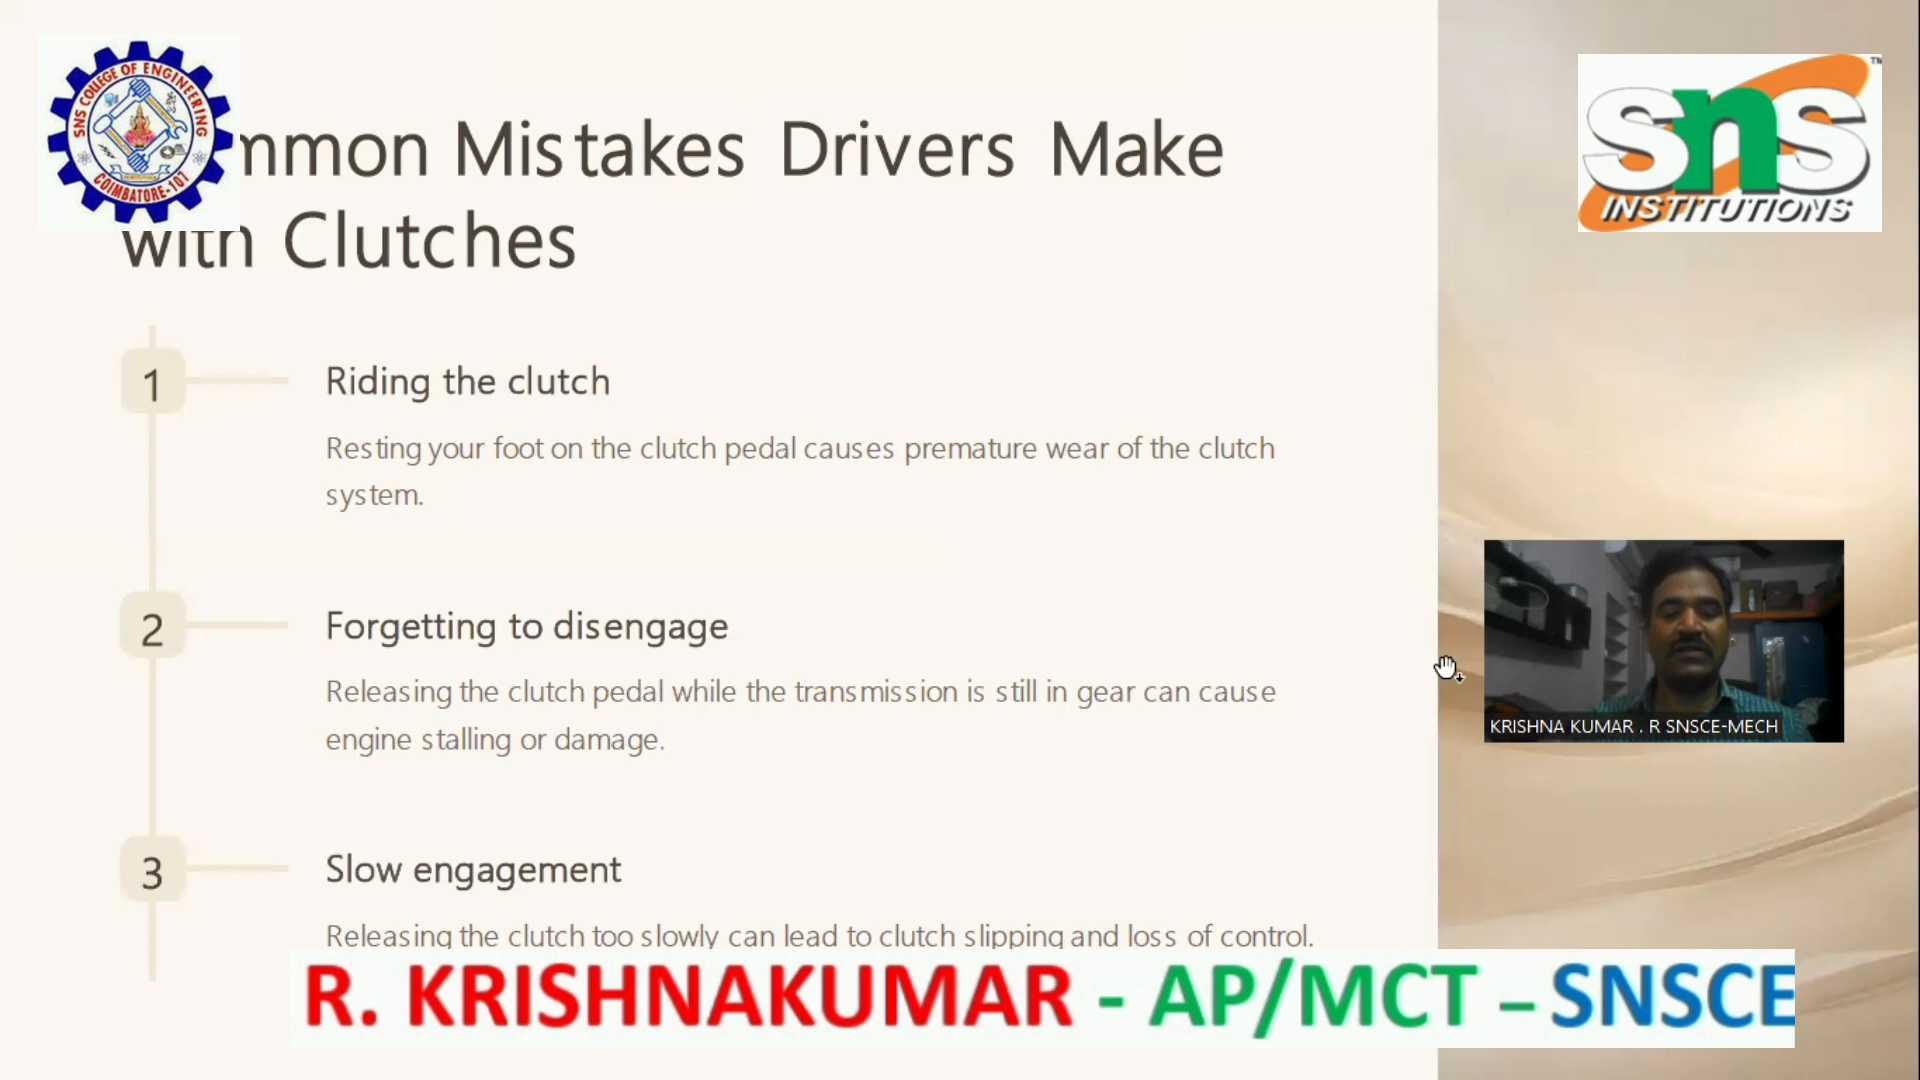 SNS COLLEGE OF ENGINEERING
COIMBATORE-107
sns
INSTITUTIONS
mmon Mistakes Drivers Make
with Clutches
1
Riding the clutch
Resting your foot on the clutch pedal causes premature wear of the clutch
system.
2
Forgetting to disengage
Releasing the clutch pedal while the transmission is still in gear can cause
engine stalling or damage.
3
Slow engagement
Releasing the clutch too slowly can lead to clutch slipping and loss of control.
KRISHNA KUMAR . R SNSCE-MECH
R. KRISHNAKUMAR - AP/MCT – SNSCE